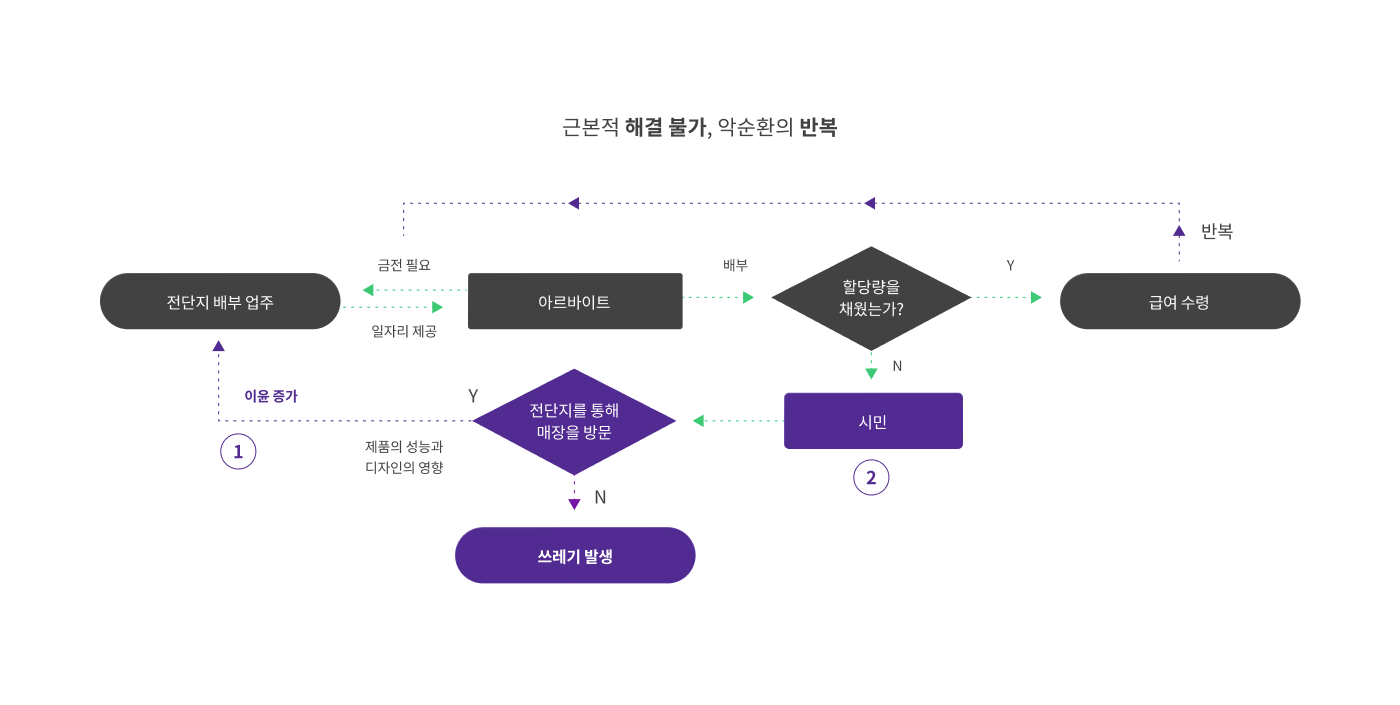 근본적 해결 불가, 악순환의 반복
반복
금전 필요
배부
Y
전단지 배부 업주
아르바이트
할당량을
채웠는가?
급여 수령
일자리 제공
N
이윤 증가
Y
전단지를 통해
매장을 방문
시민
1
제품의 성능과
디자인의 영향
2
N
쓰레기 발생